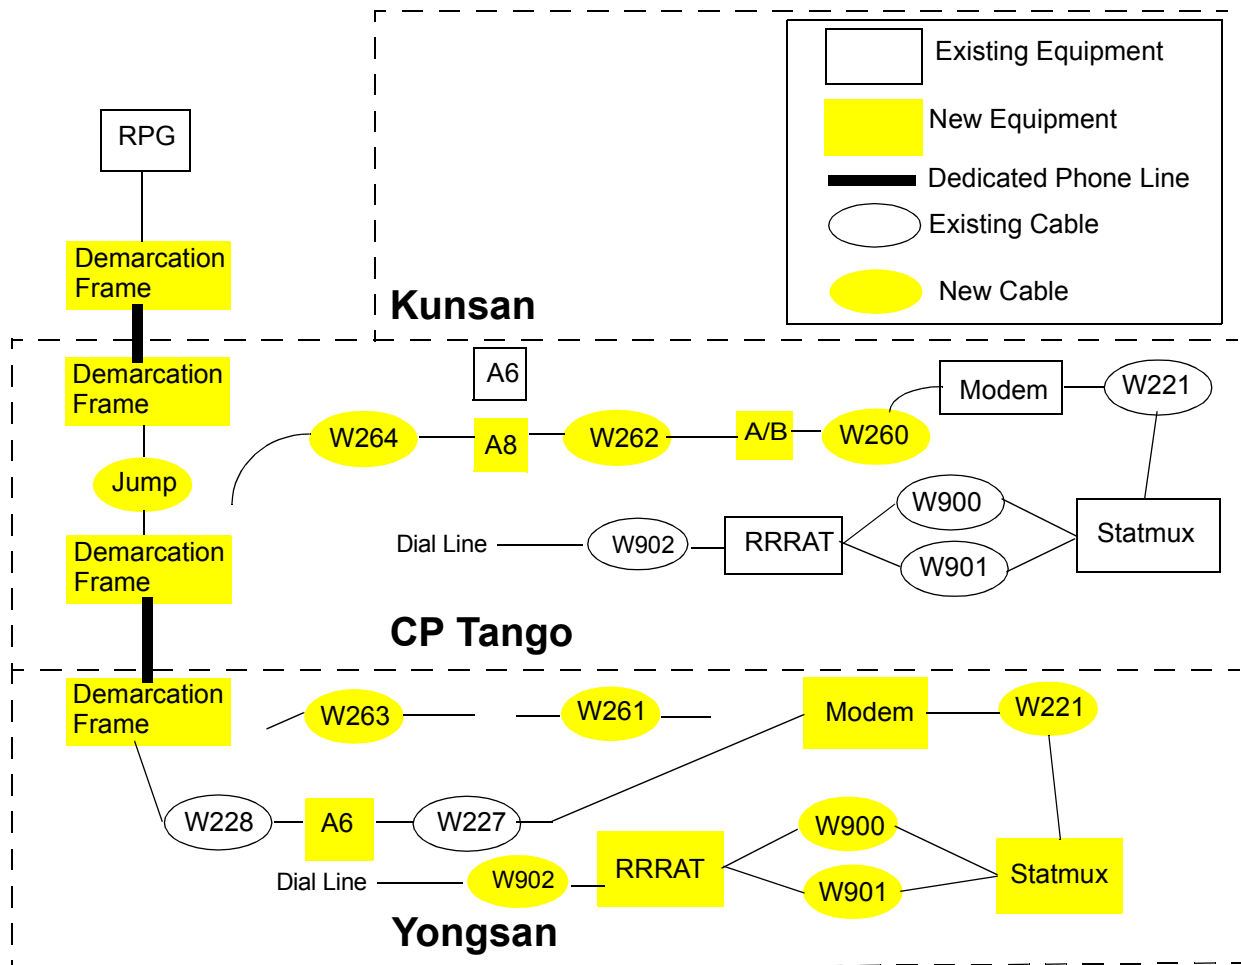 Existing Equipment
New Equipment
Dedicated Phone Line
Existing Cable
New Cable
RPG
Demarcation
Frame
Kunsan
Demarcation
Frame
A6
Modem
W221
W264
A8
W262
A/B
W260
Jump
W900
Dial Line
W902
RRRAT
Statmux
W901
Demarcation
Frame
CP Tango
Demarcation
Frame
W263
W261
Modem
W221
W228
A6
W227
W900
Dial Line
W902
RRRAT
W901
Statmux
Yongsan